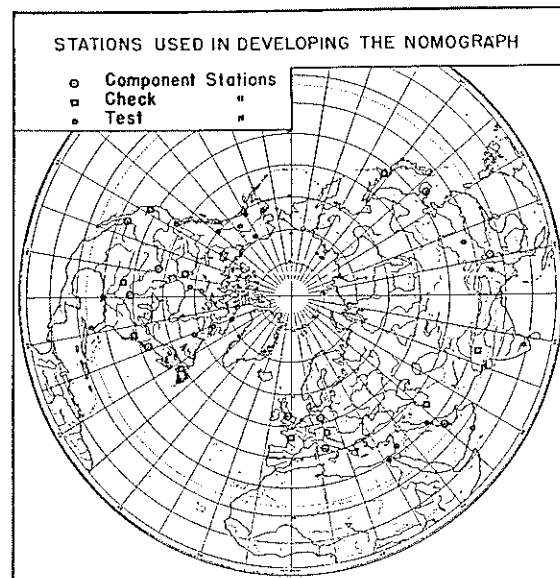 STATIONS USED IN DEVELOPING THE NOMOGRAPH
Component Stations
Check "
Test "